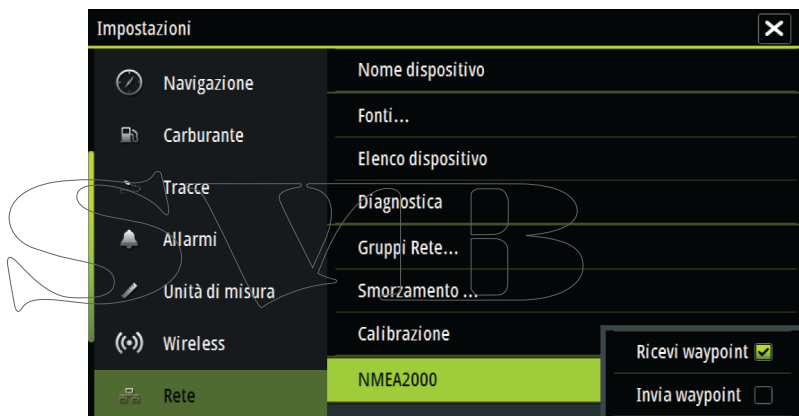 Impostazioni
Navigazione
Carburante
Tracce
Allarmi
Unità di misura
Wireless
Rete
Nome dispositivo
Fonti...
Elenco dispositivo
Diagnostica
Gruppi Rete...
Smorzamento ...
Calibrazione
NMEA2000
Ricevi waypoint
Invia waypoint
SVB